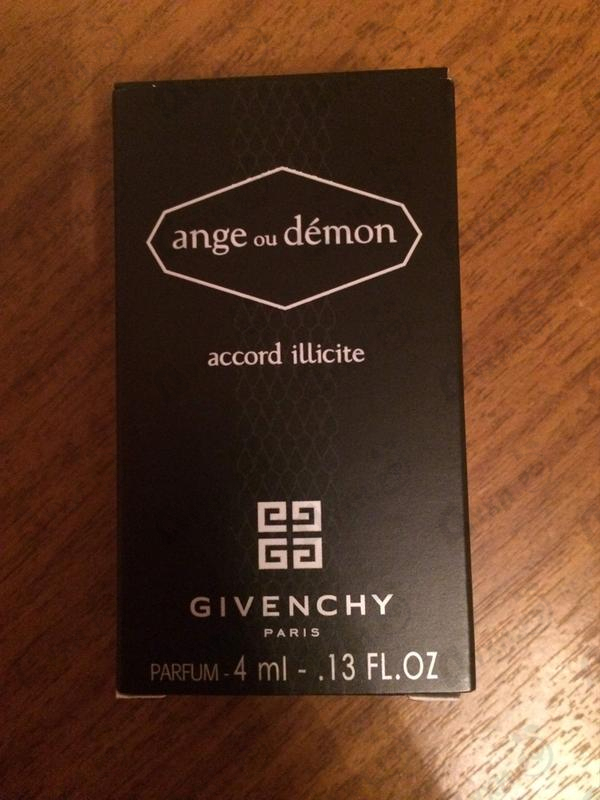 ange ou démon
accord illicite
GIVENCHY
PARIS
PARFUM - 4 ml - .13 FL.OZ